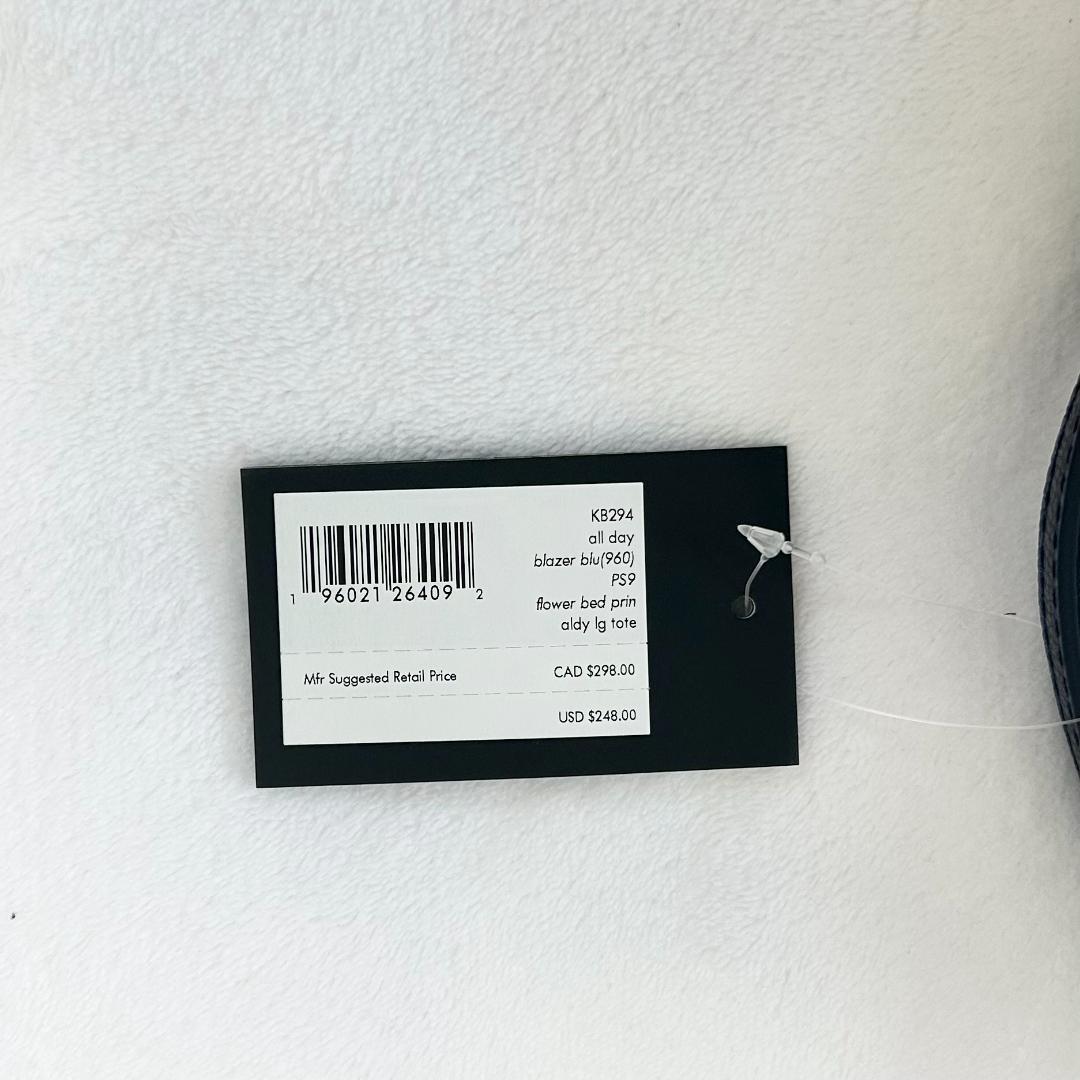 KB294
all day
blazer blu(960)
PS9
flower bed prin
aldy lg tote
1 96021 26409 2
Mfr Suggested Retail Price CAD $298.00
USD $248.00